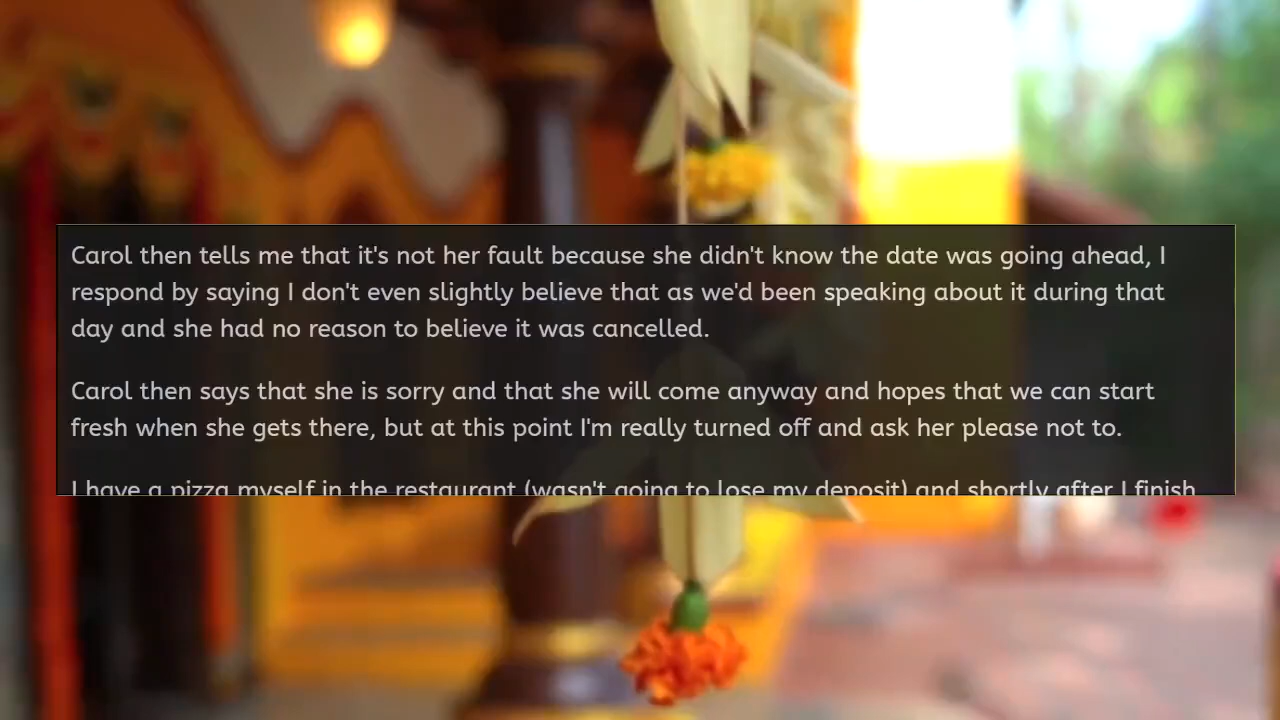 Carol then tells me that it's not her fault because she didn't know the date was going ahead, I
respond by saying I don't even slightly believe that as we'd been speaking about it during that
day and she had no reason to believe it was cancelled.
Carol then says that she is sorry and that she will come anyway and hopes that we can start
fresh when she gets there, but at this point I'm really turned off and ask her please not to.
I have a pizza myself in the restaurant (wasn't going to lose my deposit) and shortly after I finish